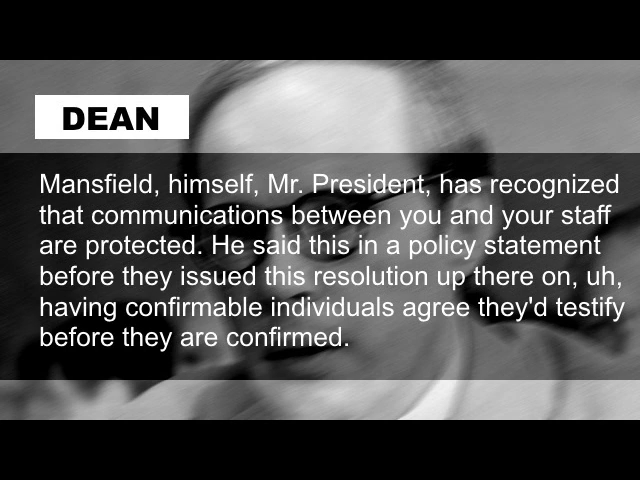 DEAN
Mansfield, himself, Mr. President, has recognized
that communications between you and your staff
are protected. He said this in a policy statement
before they issued this resolution up there on, uh,
having confirmable individuals agree they'd testify
before they are confirmed.